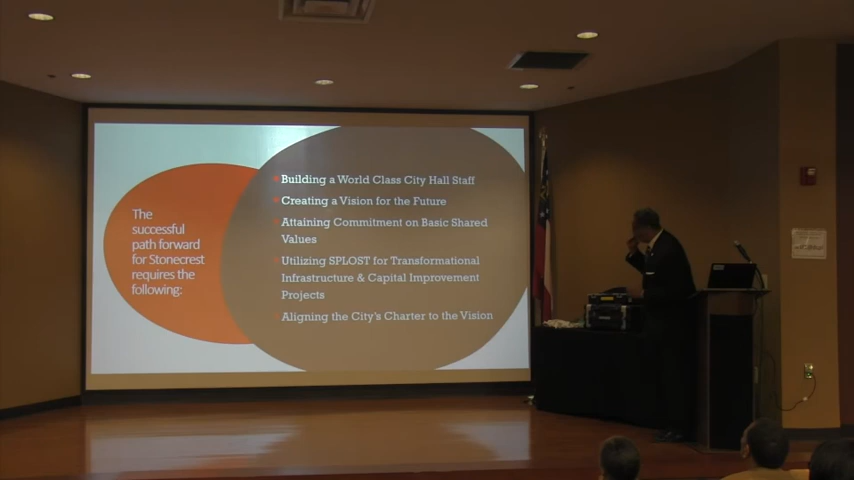 The
successful
path forward
for Stonecrest
requires the
following:
Building a World Class City Hall Staff
Creating a Vision for the Future
Attaining Commitment on Basic Shared
Values
Utilizing SPLOST for Transformational
Infrastructure & Capital Improvement
Projects
Aligning the City's Charter to the Vision